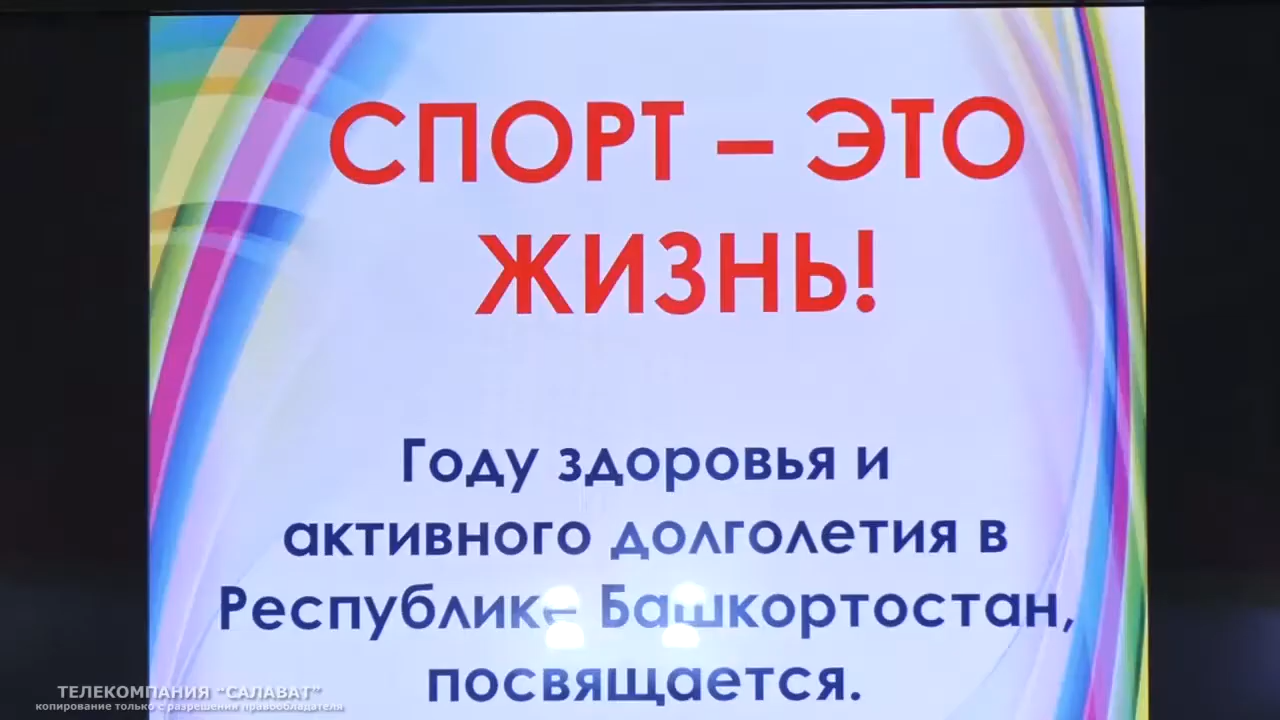 СПОРТ – ЭТО
ЖИЗНЬ!
Году здоровья и
активного долголетия в
Республике Башкортостан,
посвящается.
ТЕЛЕКОМПАНИЯ "САЛАВАТ"
копирование только с разрешения правообладателя